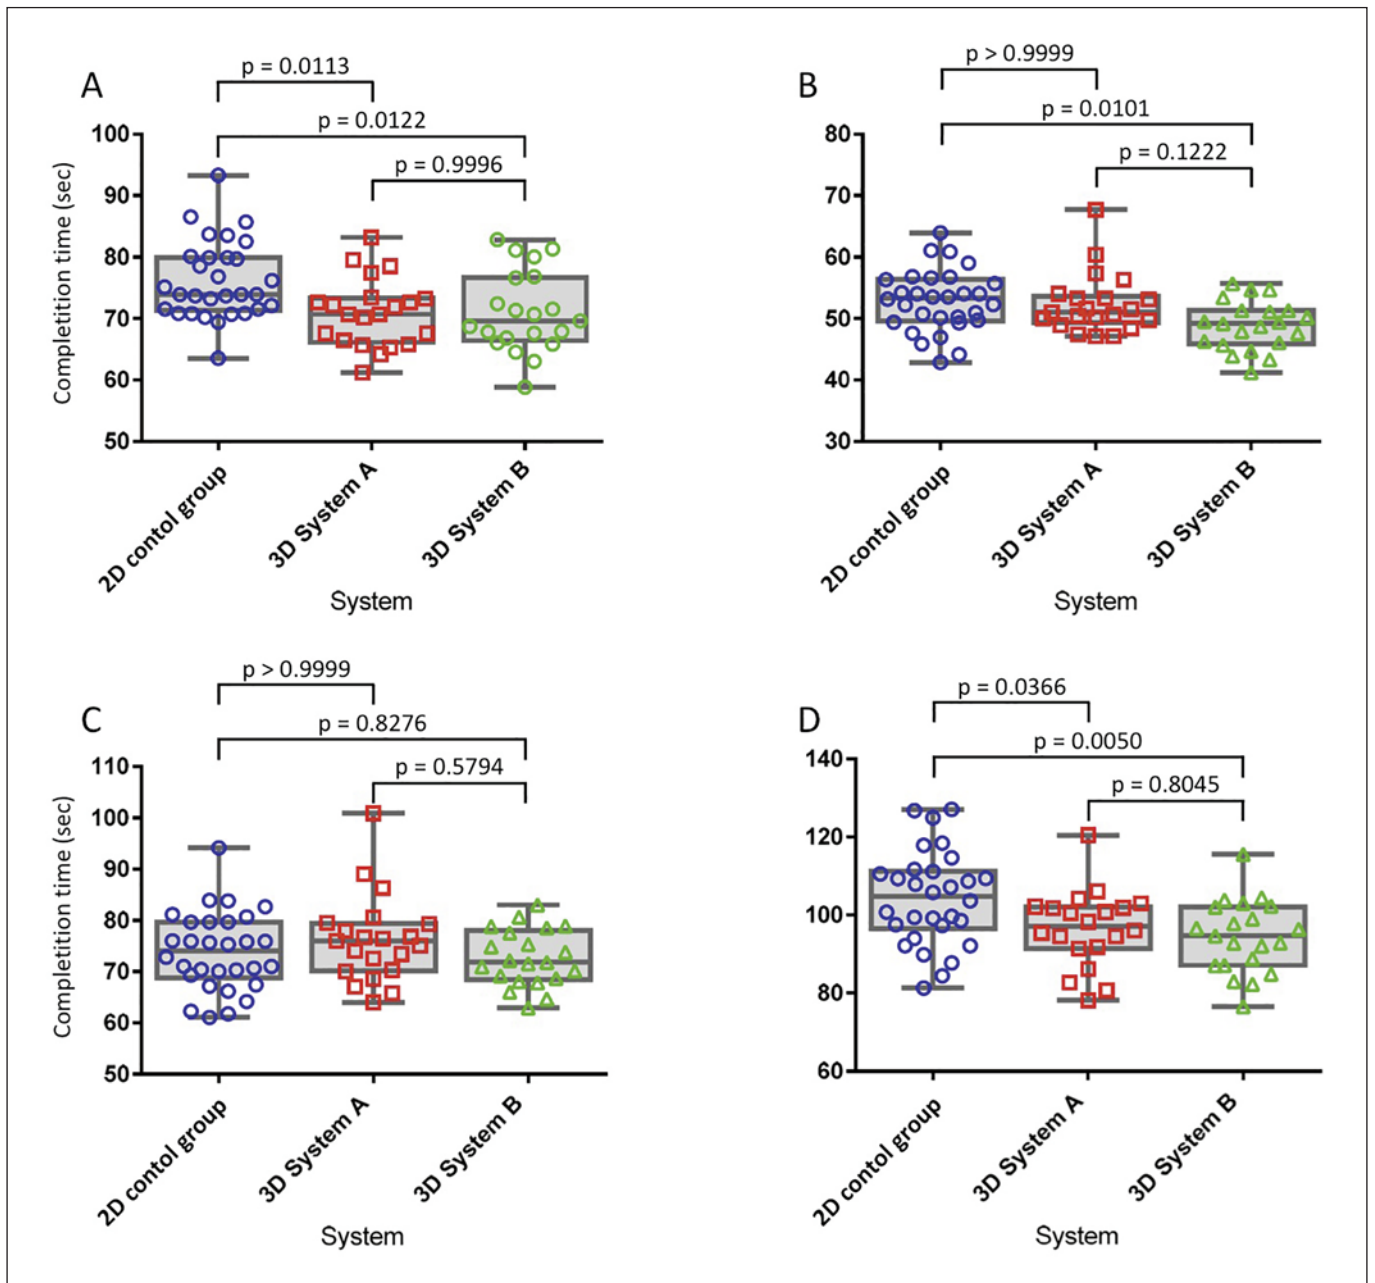 A
p = 0.0113
p = 0.0122
p = 0.9996
Completition time (sec)
100
90
80
70
60
50
2D contol group
3D System A
3D System B
System
B
p > 0.9999
p = 0.0101
p = 0.1222
80
70
60
50
40
30
2D contol group
3D System A
3D System B
System
C
p > 0.9999
p = 0.8276
p = 0.5794
Completition time (sec)
110
100
90
80
70
60
50
2D contol group
3D System A
3D System B
System
D
p = 0.0366
p = 0.0050
p = 0.8045
140
120
100
80
60
2D contol group
3D System A
3D System B
System